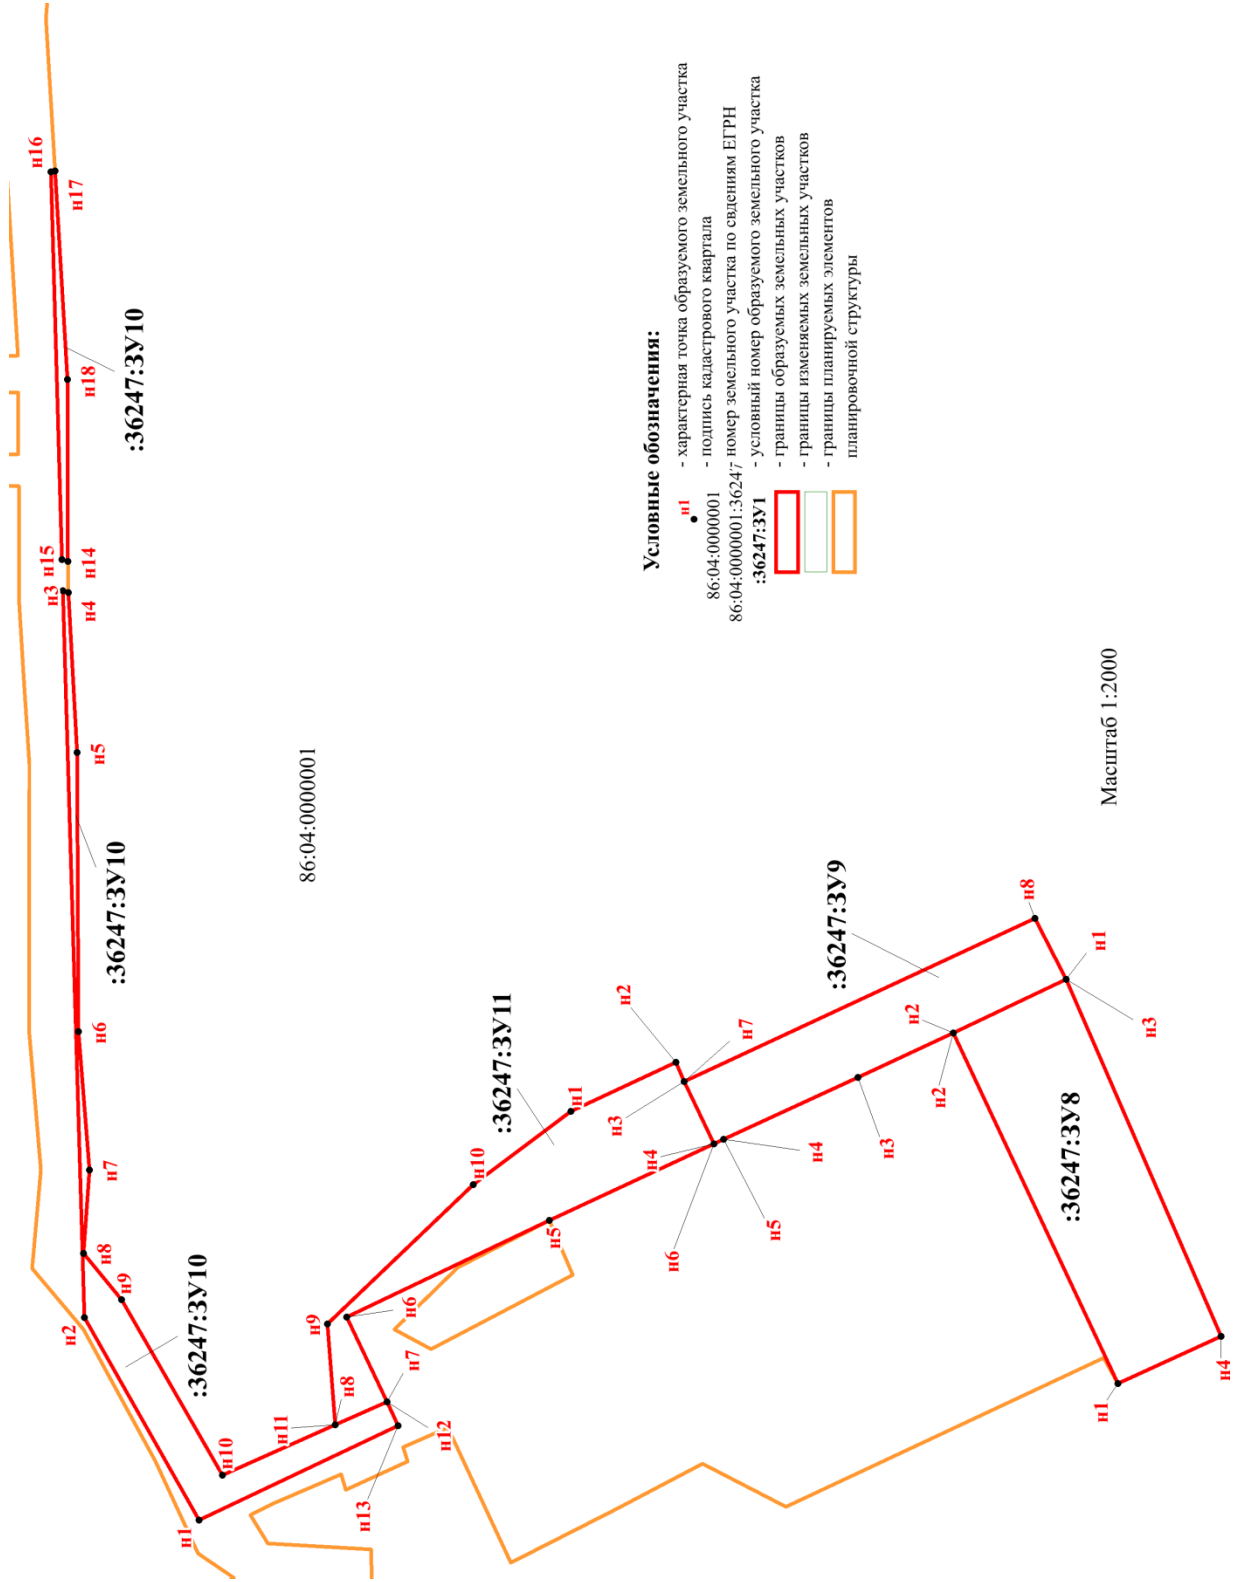 н16
н17
:36247:ЗУ10
н18
н15
н14
н3
н4
н5
:36247:ЗУ10
н6
н7
н8
н9
н2
:36247:ЗУ10
н10
н1
н11
н8
н9
н6
н7
н12
н13
86:04:0000001
н10
:36247:ЗУ11
н1
н2
н3
н7
н4
н5
н6
н5
н4
н3
:36247:ЗУ9
н8
н1
н3
н2
н2
:36247:ЗУ8
н1
н4
Условные обозначения:
н1 - характерная точка образуемого земельного участка
86:04:0000001 - подпись кадастрового квартала
86:04:0000001:36247 - номер земельного участка по свдениям ЕГРН
:36247:ЗУ1 - условный номер образуемого земельного участка
- границы образуемых земельных участков
- границы изменяемых земельных участков
- границы планируемых элементов
планировочной структуры
Масштаб 1:2000